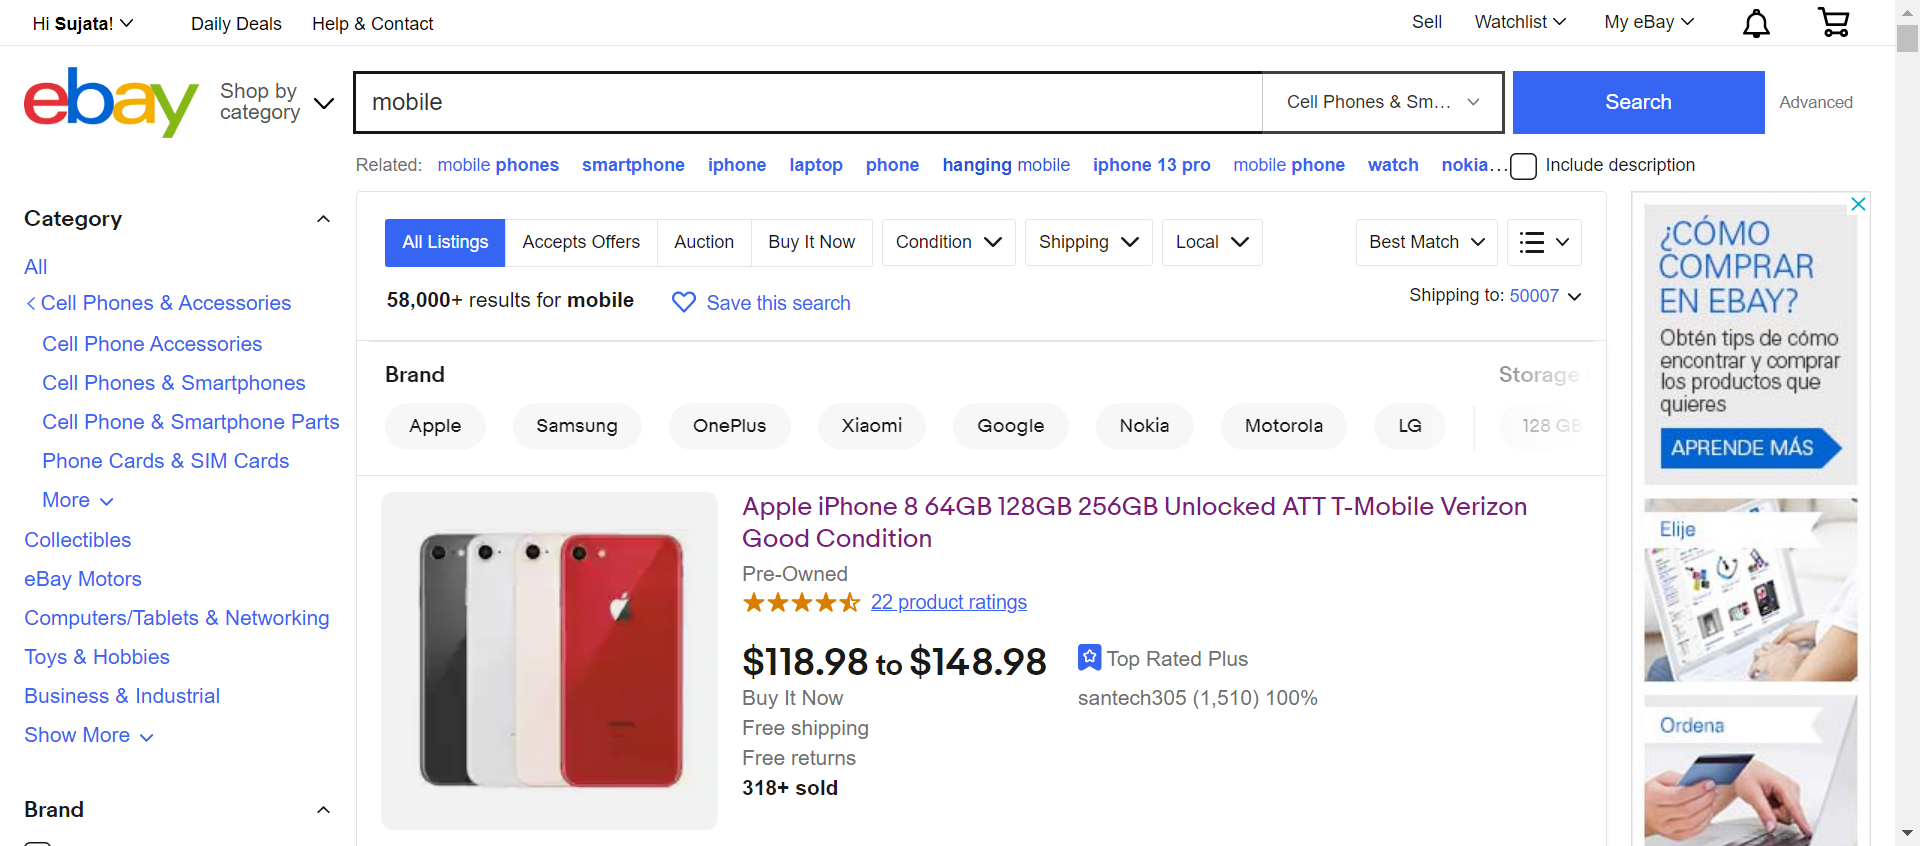 Hi Sujata!
Daily Deals
Help & Contact
Sell
Watchlist
My eBay
ebay
Shop by
category
mobile
Cell Phones & Sm...
Search
Advanced
Related: mobile phones smartphone iphone laptop phone hanging mobile iphone 13 pro mobile phone watch nokia...
Include description
Category
All
Cell Phones & Accessories
Cell Phone Accessories
Cell Phones & Smartphones
Cell Phone & Smartphone Parts
Phone Cards & SIM Cards
More
Collectibles
eBay Motors
Computers/Tablets & Networking
Toys & Hobbies
Business & Industrial
Show More
Brand
All Listings
Accepts Offers
Auction
Buy It Now
Condition
Shipping
Local
Best Match
58,000+ results for mobile
Save this search
Shipping to: 50007
Brand
Storage
Apple
Samsung
OnePlus
Xiaomi
Google
Nokia
Motorola
LG
128 GB
Apple iPhone 8 64GB 128GB 256GB Unlocked ATT T-Mobile Verizon
Good Condition
Pre-Owned
22 product ratings
$118.98 to $148.98
Buy It Now
Free shipping
Free returns
318+ sold
Top Rated Plus
santech305 (1,510) 100%
¿CÓMO
COMPRAR
EN EBAY?
Obtén tips de cómo
encontrar y comprar
los productos que
quieres
APRENDE MÁS
Elije
Ordena